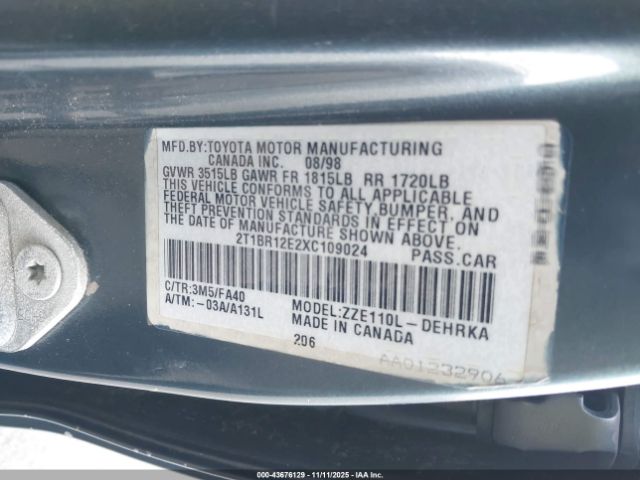 MFD.BY:TOYOTA MOTOR MANUFACTURING
CANADA INC. 08/98
GVWR 3515LB GAWR FR 1815LB RR 1720LB
THIS VEHICLE CONFORMS TO ALL APPLICABLE
FEDERAL MOTOR VEHICLE SAFETY BUMPER, AND
THEFT PREVENTION STANDARDS IN EFFECT ON
THE DATE OF MANUFACTURE SHOWN ABOVE.
2T1BR12E2XC109024 PASS.CAR
C/TR:3M5/FA40 MODEL:ZZE110L-DEHRKA
A/TM:-03A/A131L MADE IN CANADA
206
AA01232906
000-43676129 - 11/11/2025 - IAAI.COM